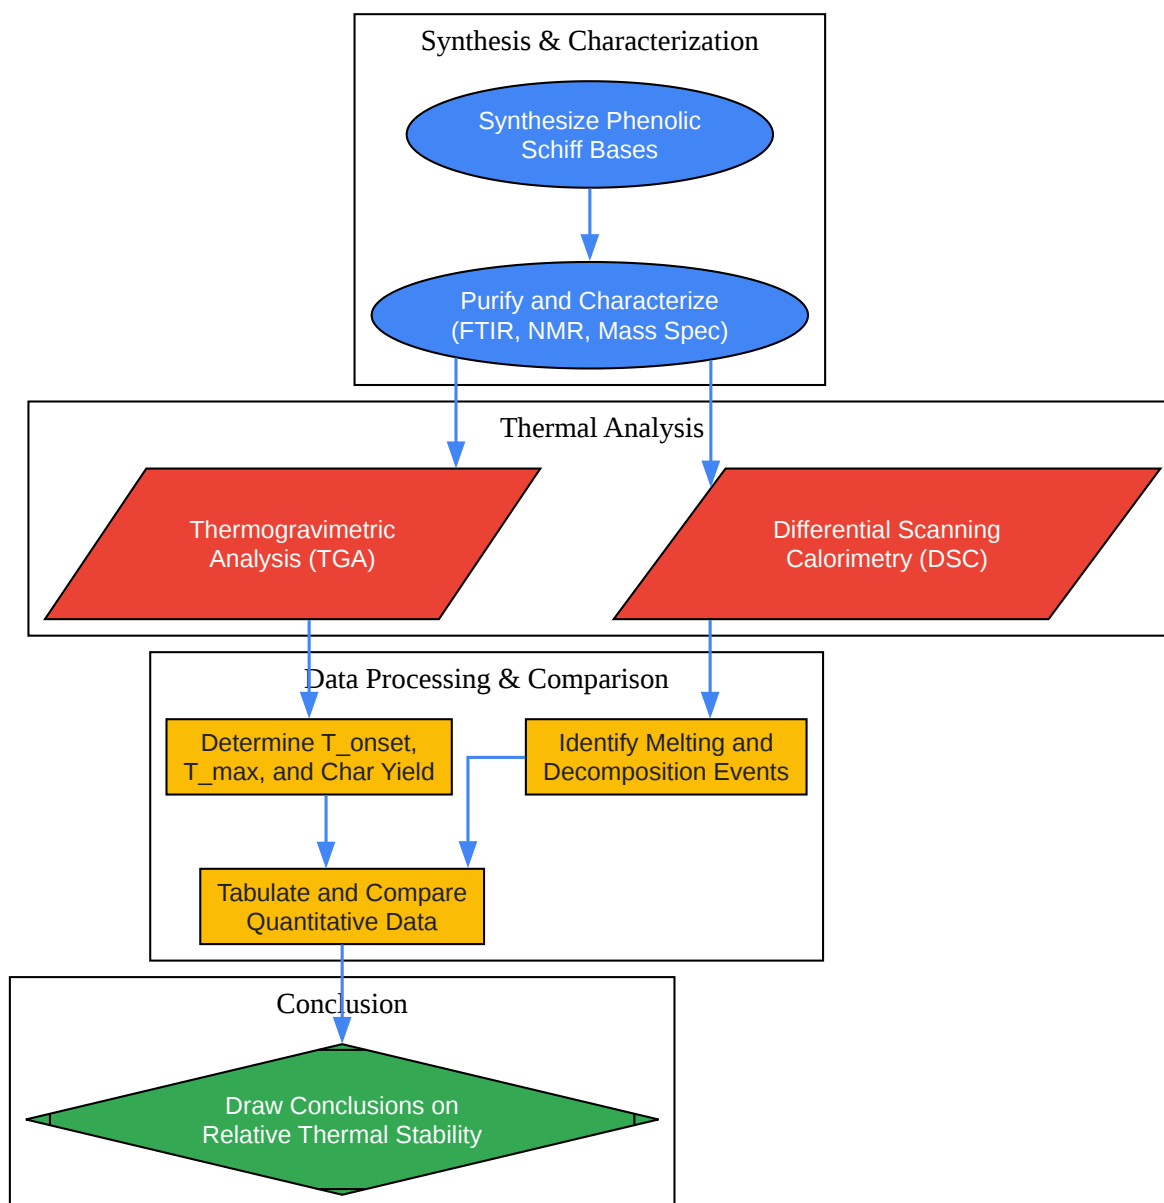 Synthesis & Characterization
Synthesize Phenolic
Schiff Bases
Purify and Characterize
(FTIR, NMR, Mass Spec)
Thermal Analysis
Thermogravimetric
Analysis (TGA)
Differential Scanning
Calorimetry (DSC)
Data Processing & Comparison
Determine T_onset,
T_max, and Char Yield
Identify Melting and
Decomposition Events
Tabulate and Compare
Quantitative Data
Conclusion
Draw Conclusions on
Relative Thermal Stability